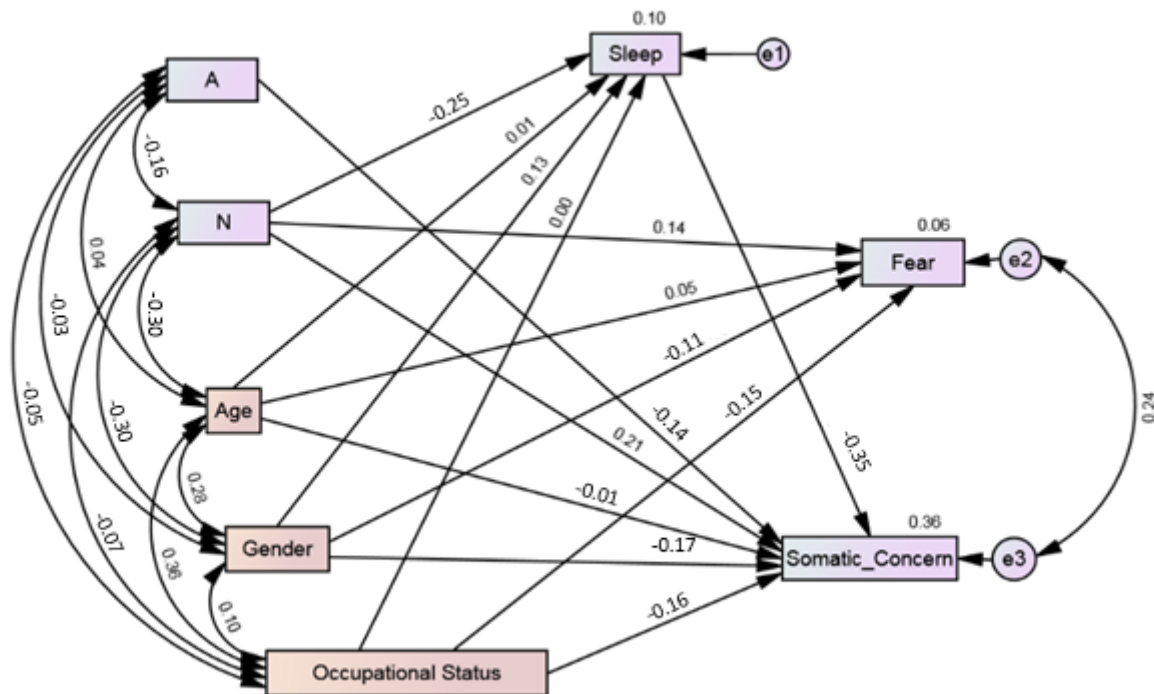 0.10
Sleep
e1
A
-0.25
0.01
0.13
0.00
-0.16
N
0.14
0.06
Fear
e2
0.04
-0.03
-0.30
0.05
-0.11
-0.15
-0.05
-0.30
Age
-0.14
0.21
-0.35
0.24
0.28
-0.01
-0.07
0.36
Gender
-0.17
0.36
Somatic_Concern
e3
0.10
-0.16
Occupational Status